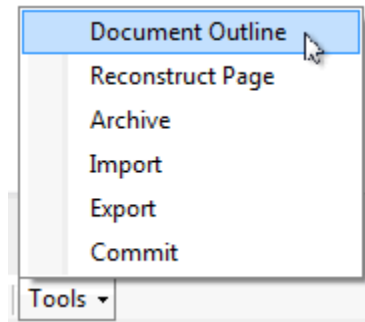 Document Outline
Reconstruct Page
Archive
Import
Export
Commit
Tools